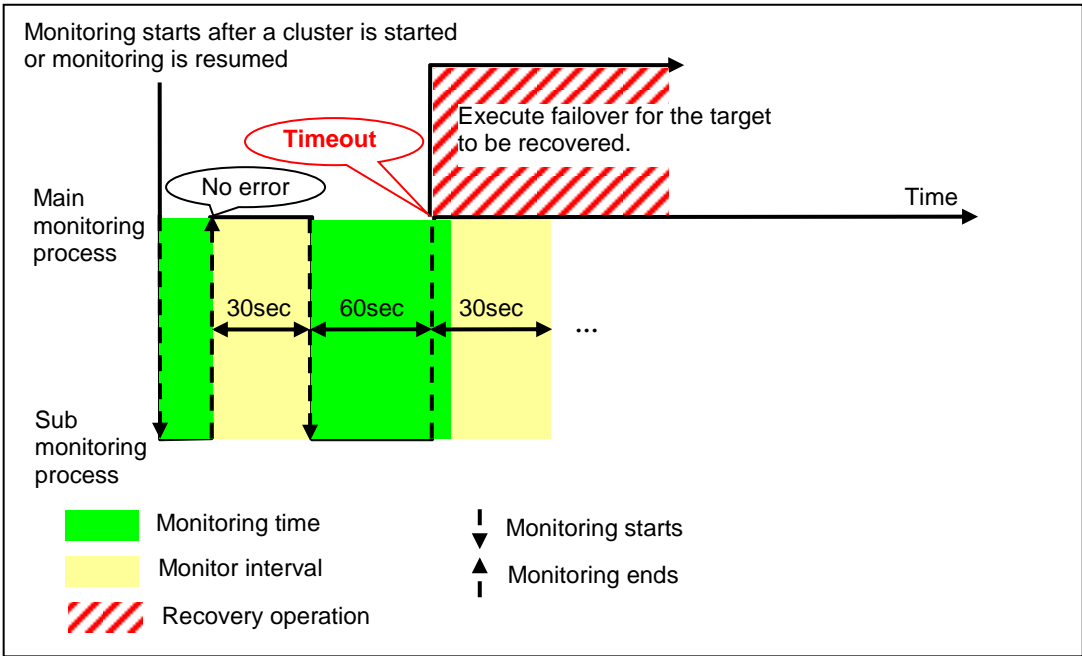 Monitoring starts after a cluster is started
or monitoring is resumed
Execute failover for the target
to be recovered.
Timeout
No error
Main
monitoring
process
Time
30sec
60sec
30sec
...
Sub
monitoring
process
Monitoring time
Monitor interval
Recovery operation
Monitoring starts
Monitoring ends